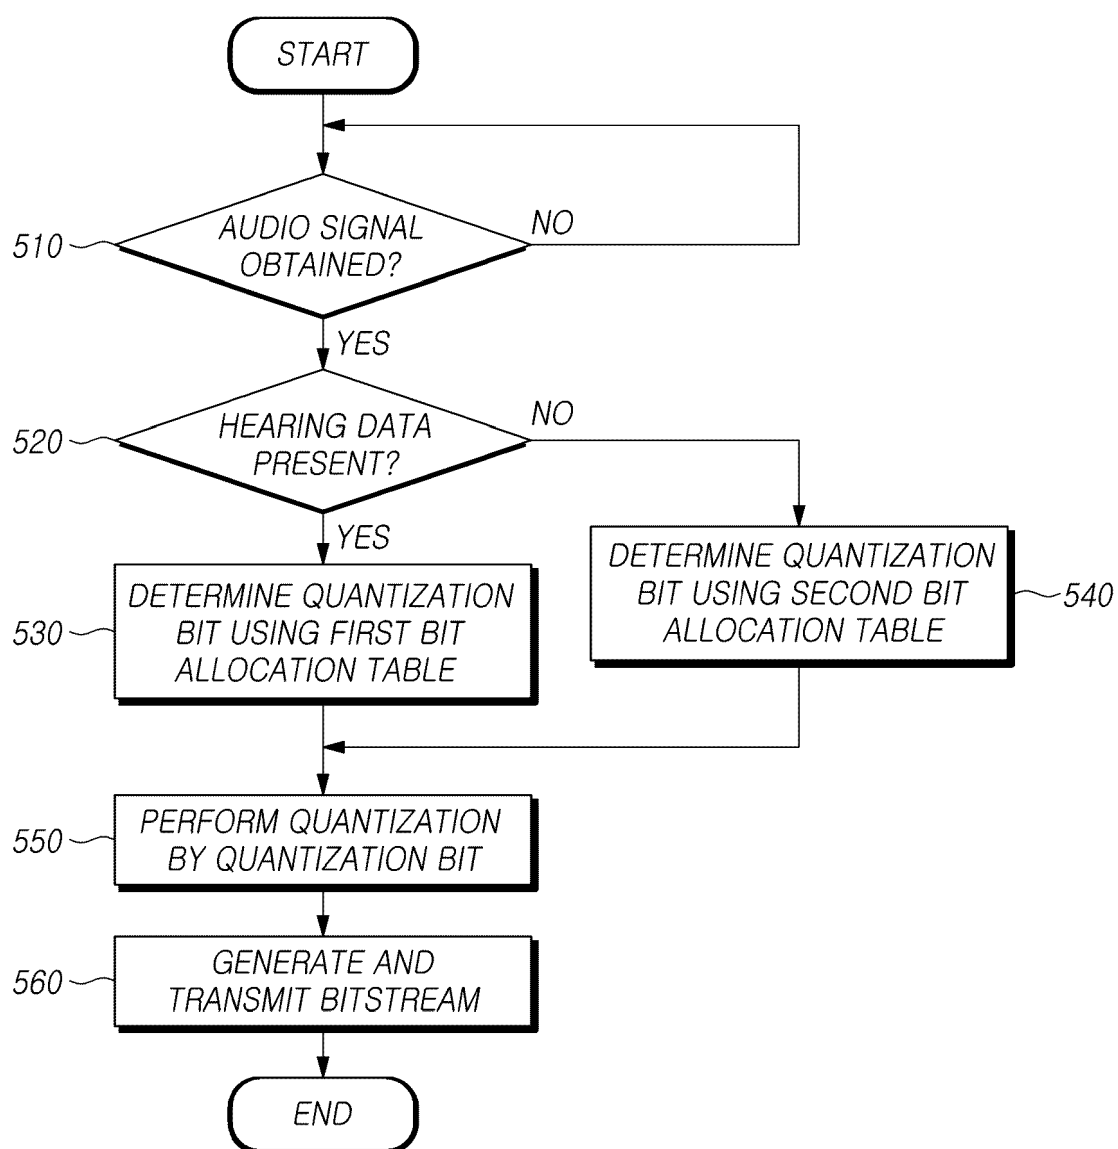 START
510
AUDIO SIGNAL
OBTAINED?
NO
YES
520
HEARING DATA
PRESENT?
NO
YES
530
DETERMINE QUANTIZATION
BIT USING FIRST BIT
ALLOCATION TABLE
DETERMINE QUANTIZATION
BIT USING SECOND BIT
ALLOCATION TABLE
540
550
PERFORM QUANTIZATION
BY QUANTIZATION BIT
560
GENERATE AND
TRANSMIT BITSTREAM
END